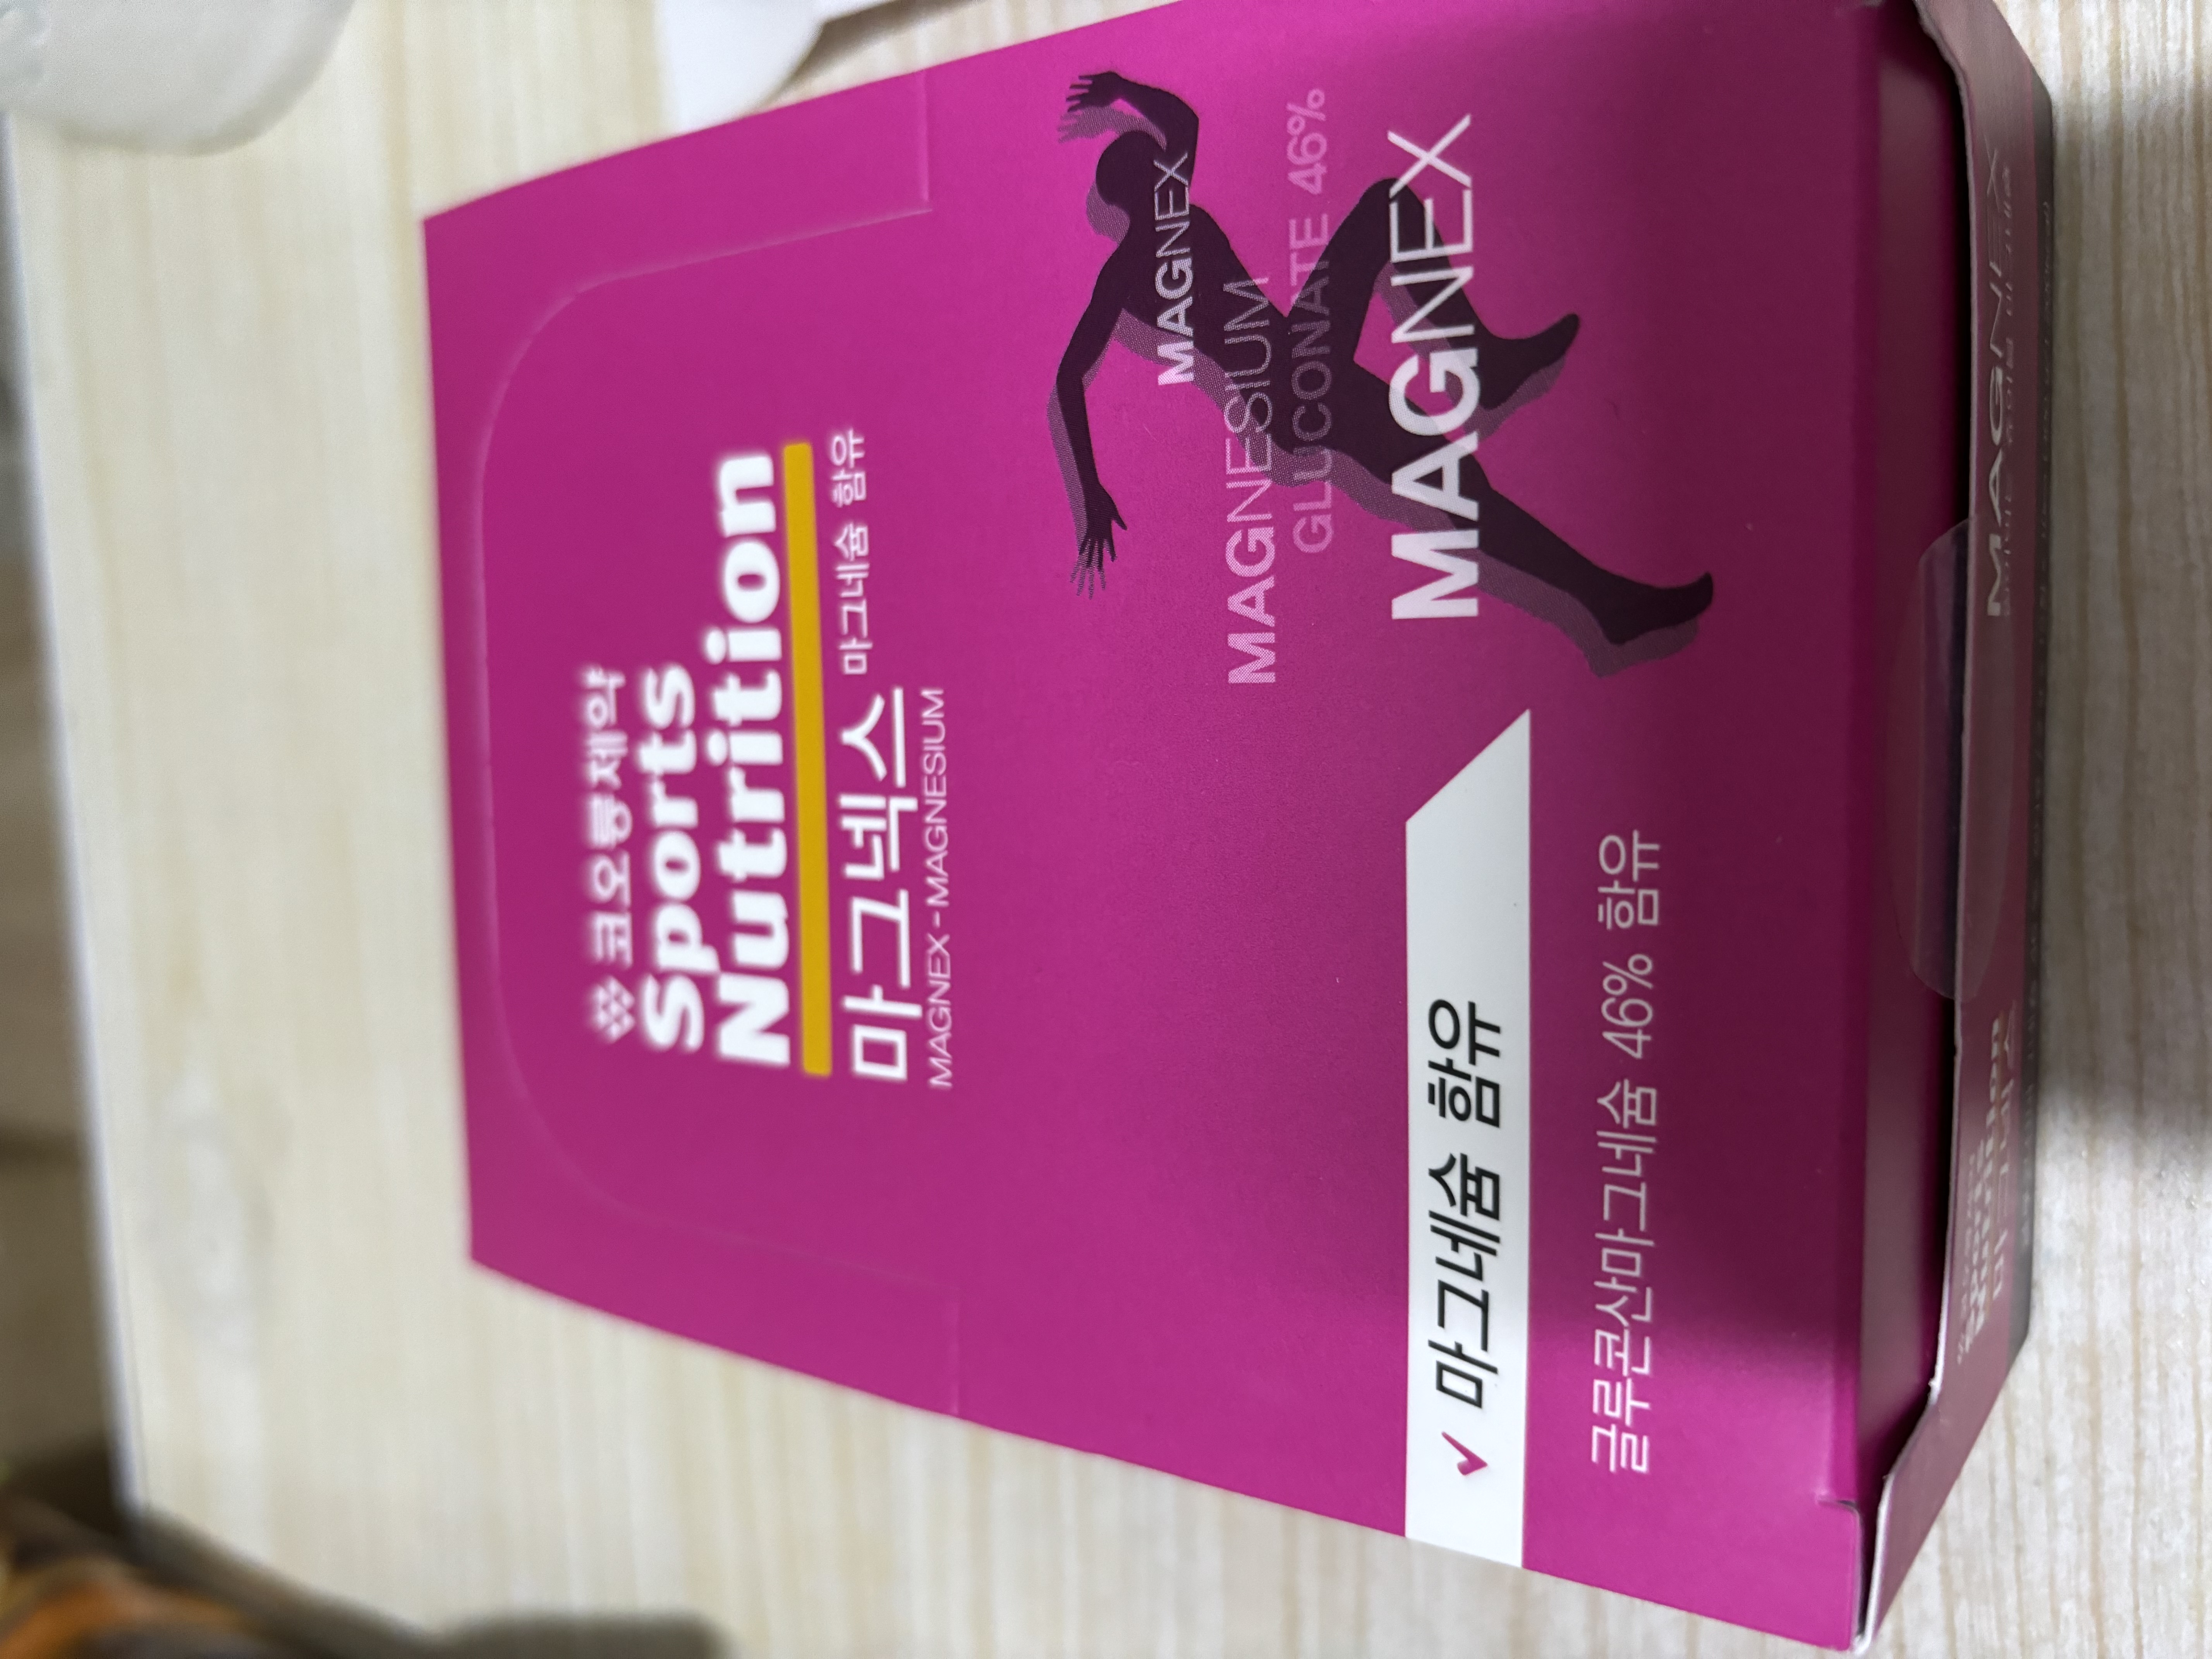 코오롱제약
Sports
Nutrition
마그넥스 마그네슘 함유
MAGNEX - MAGNESIUM
MAGNEX
MAGNESIUM
GLUCONATE 46%
MAGNEX
마그네슘 함유
글루콘산마그네슘 46% 함유
MAGNEX